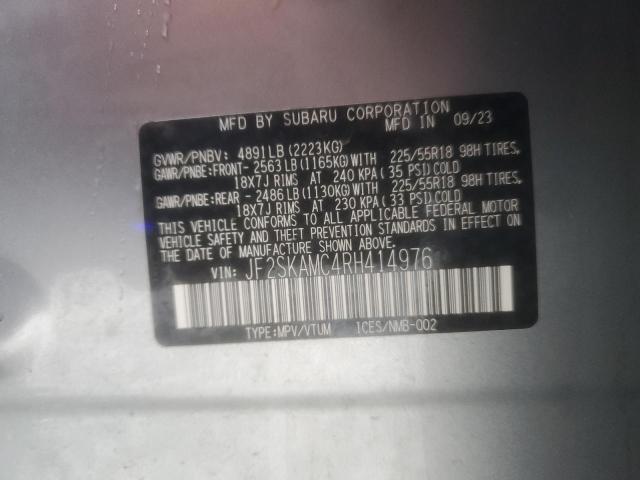 MFD BY SUBARU CORPORATION
MFD IN 09/23
GVWR/PNBV: 4891LB(2223KG)
GAWR/PNBE:FRONT- 2563LB(1165KG)WITH 225/55R18 98H TIRES,
18X7J RIMS AT 240 KPA(35 PSI)COLD
GAWR/PNBE:REAR - 2486LB(1130KG)WITH 225/55R18 98H TIRES,
18X7J RIMS AT 230 KPA(33 PSI)COLD
THIS VEHICLE CONFORMS TO ALL APPLICABLE FEDERAL MOTOR
VEHICLE SAFETY AND THEFT PREVENTION STANDARDS IN EFFECT ON
THE DATE OF MANUFACTURE SHOWN ABOVE.
VIN: JF2SKAMC4RH414976
TYPE:MPV/VTUM ICES/NMB-002